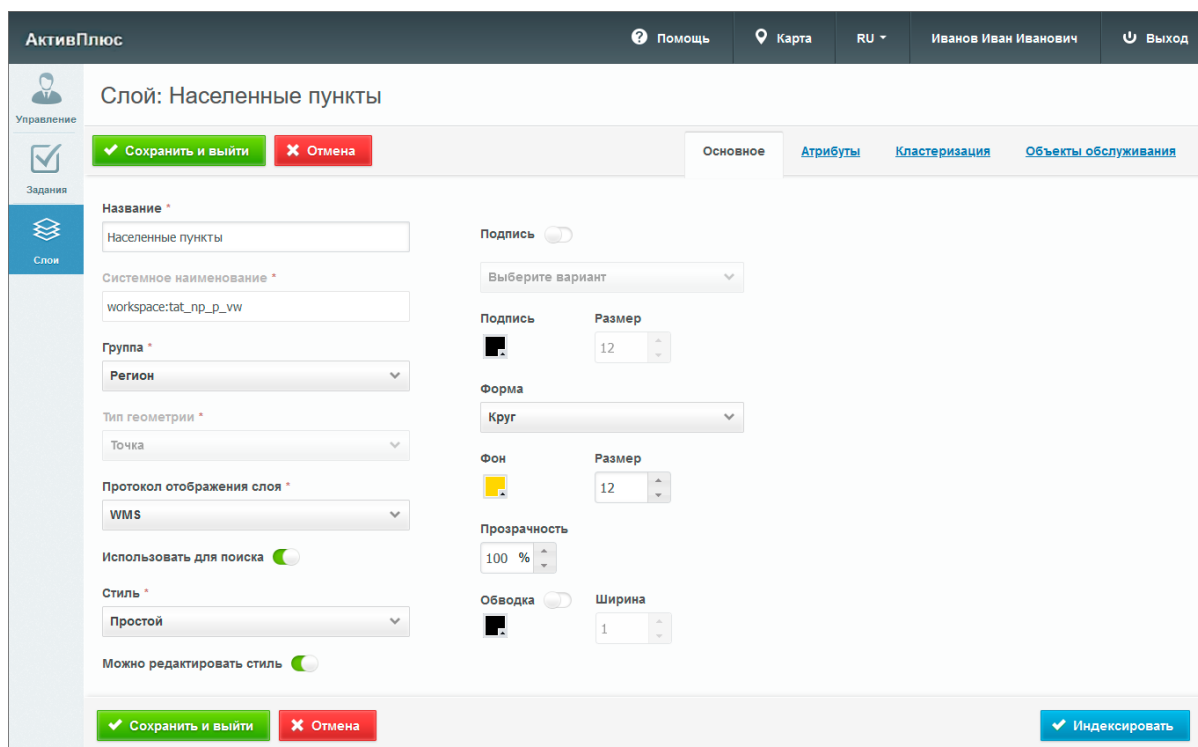 АктивПлюс
Помощь
Карта
RU
Иванов Иван Иванович
Выход
Управление
Задания
Слои
Слой: Населенные пункты
Сохранить и выйти
Отмена
Основное
Атрибуты
Кластеризация
Объекты обслуживания
Название *
Населенные пункты
Системное наименование *
workspace:tat_np_p_vw
Группа *
Регион
Тип геометрии *
Точка
Протокол отображения слоя *
WMS
Использовать для поиска
Стиль *
Простой
Можно редактировать стиль
Подпись
Выберите вариант
Подпись
Размер
12
Форма
Круг
Фон
Размер
12
Прозрачность
100 %
Обводка
Ширина
1
Сохранить и выйти
Отмена
Индексировать